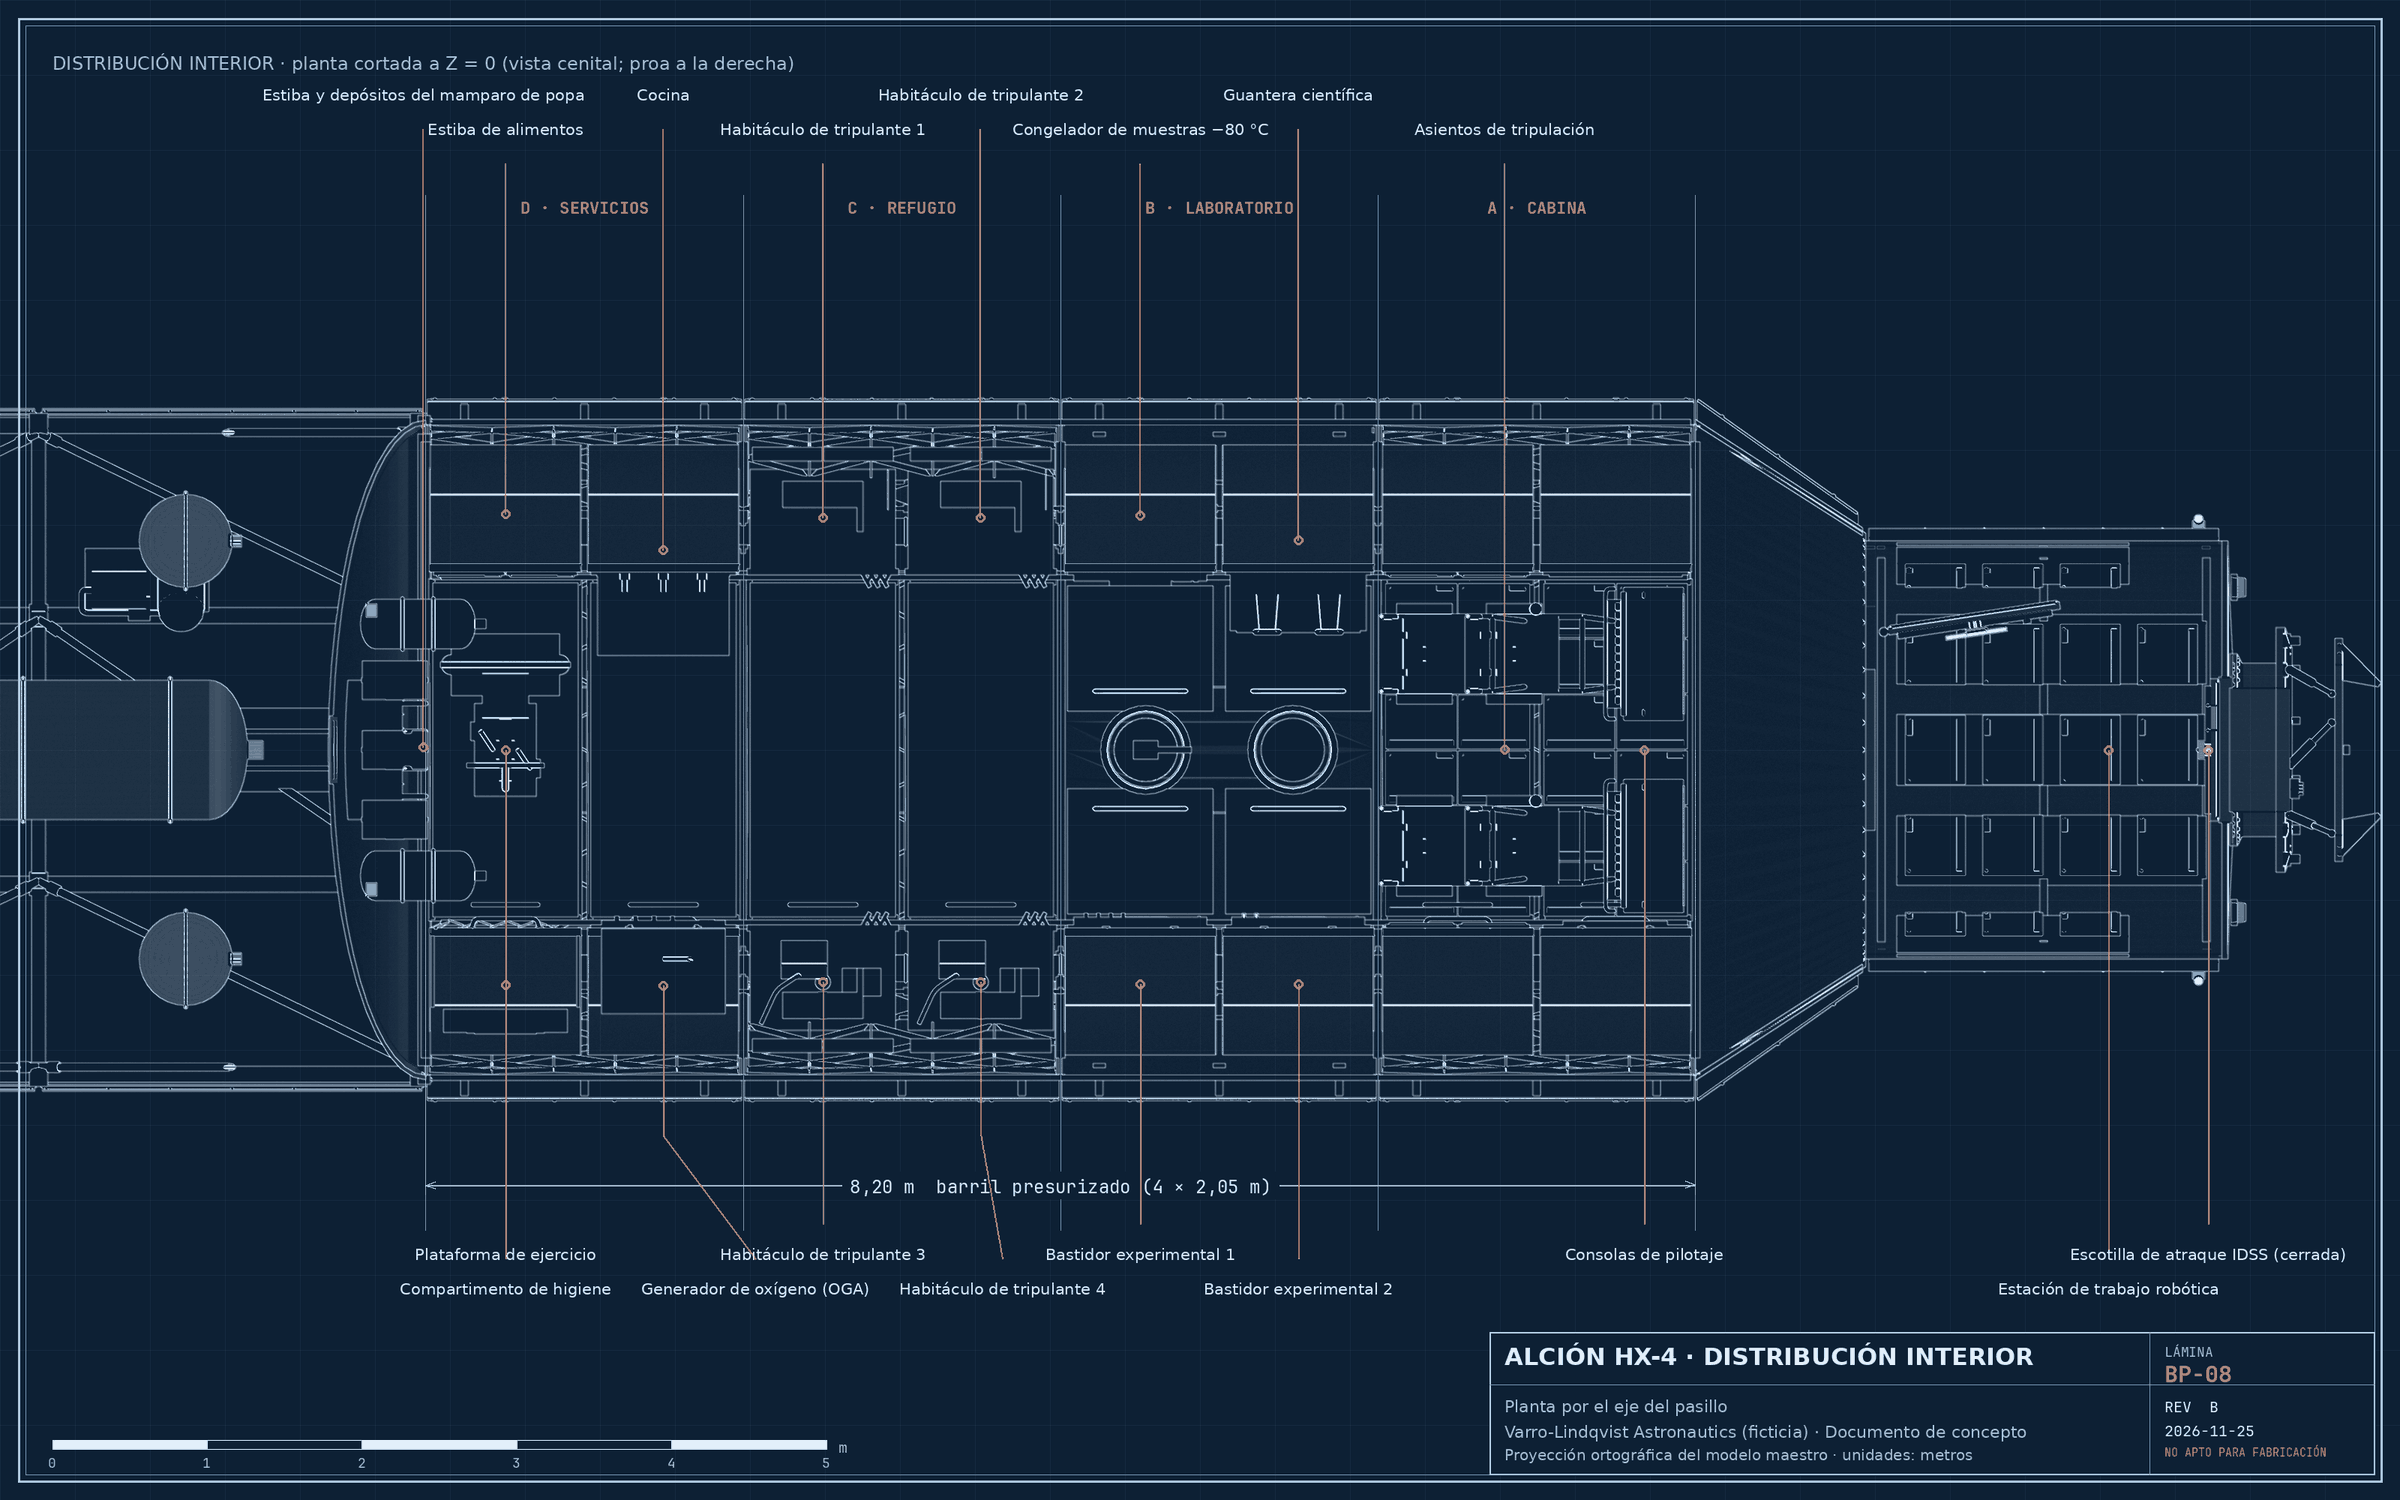 DISTRIBUCIÓN INTERIOR · planta cortada a Z = 0 (vista cenital; proa a la derecha)
Estiba y depósitos del mamparo de popa
Cocina
Habitáculo de tripulante 2
Guantera científica
Estiba de alimentos
Habitáculo de tripulante 1
Congelador de muestras −80 °C
Asientos de tripulación
D · SERVICIOS
C · REFUGIO
B · LABORATORIO
A · CABINA
8,20 m barril presurizado (4 × 2,05 m)
Plataforma de ejercicio
Habitáculo de tripulante 3
Bastidor experimental 1
Consolas de pilotaje
Escotilla de atraque IDSS (cerrada)
Compartimento de higiene
Generador de oxígeno (OGA)
Habitáculo de tripulante 4
Bastidor experimental 2
Estación de trabajo robótica
ALCIÓN HX-4 · DISTRIBUCIÓN INTERIOR
LÁMINA
BP-08
Planta por el eje del pasillo
Varro-Lindqvist Astronautics (ficticia) · Documento de concepto
Proyección ortográfica del modelo maestro · unidades: metros
REV B
2026-11-25
NO APTO PARA FABRICACIÓN
m
0 1 2 3 4 5